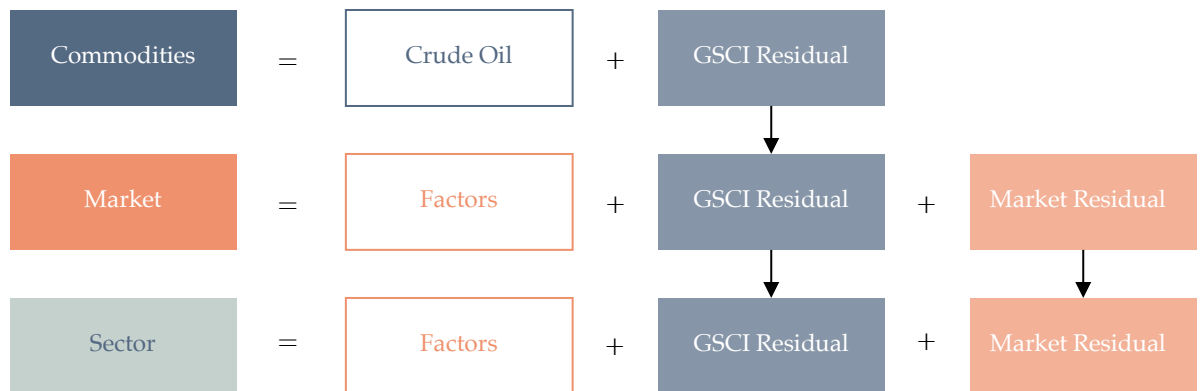 Commodities = Crude Oil + GSCI Residual
Market = Factors + GSCI Residual + Market Residual
Sector = Factors + GSCI Residual + Market Residual